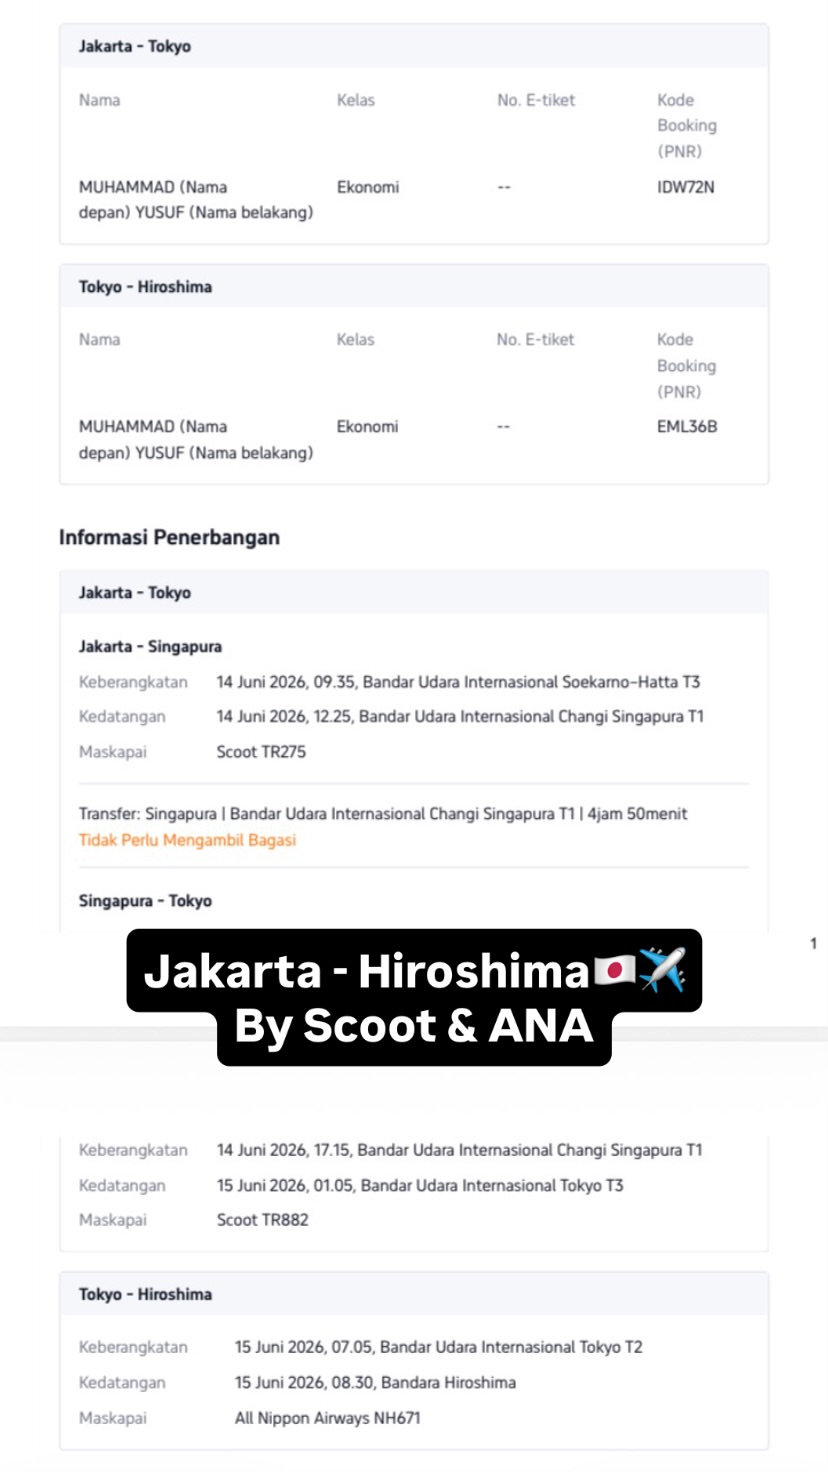 Jakarta - Tokyo
Nama Kelas No. E-tiket Kode
Booking
(PNR)
MUHAMMAD (Nama Ekonomi -- IDW72N
depan) YUSUF (Nama belakang)
Tokyo - Hiroshima
Nama Kelas No. E-tiket Kode
Booking
(PNR)
MUHAMMAD (Nama Ekonomi -- EML36B
depan) YUSUF (Nama belakang)
Informasi Penerbangan
Jakarta - Tokyo
Jakarta - Singapura
Keberangkatan 14 Juni 2026, 09.35, Bandar Udara Internasional Soekarno-Hatta T3
Kedatangan 14 Juni 2026, 12.25, Bandar Udara Internasional Changi Singapura T1
Maskapai Scoot TR275
Transfer: Singapura | Bandar Udara Internasional Changi Singapura T1 | 4jam 50menit
Tidak Perlu Mengambil Bagasi
Singapura - Tokyo
1
Jakarta - Hiroshima🇯🇵✈️
By Scoot & ANA
Keberangkatan 14 Juni 2026, 17.15, Bandar Udara Internasional Changi Singapura T1
Kedatangan 15 Juni 2026, 01.05, Bandar Udara Internasional Tokyo T3
Maskapai Scoot TR882
Tokyo - Hiroshima
Keberangkatan 15 Juni 2026, 07.05, Bandar Udara Internasional Tokyo T2
Kedatangan 15 Juni 2026, 08.30, Bandara Hiroshima
Maskapai All Nippon Airways NH671